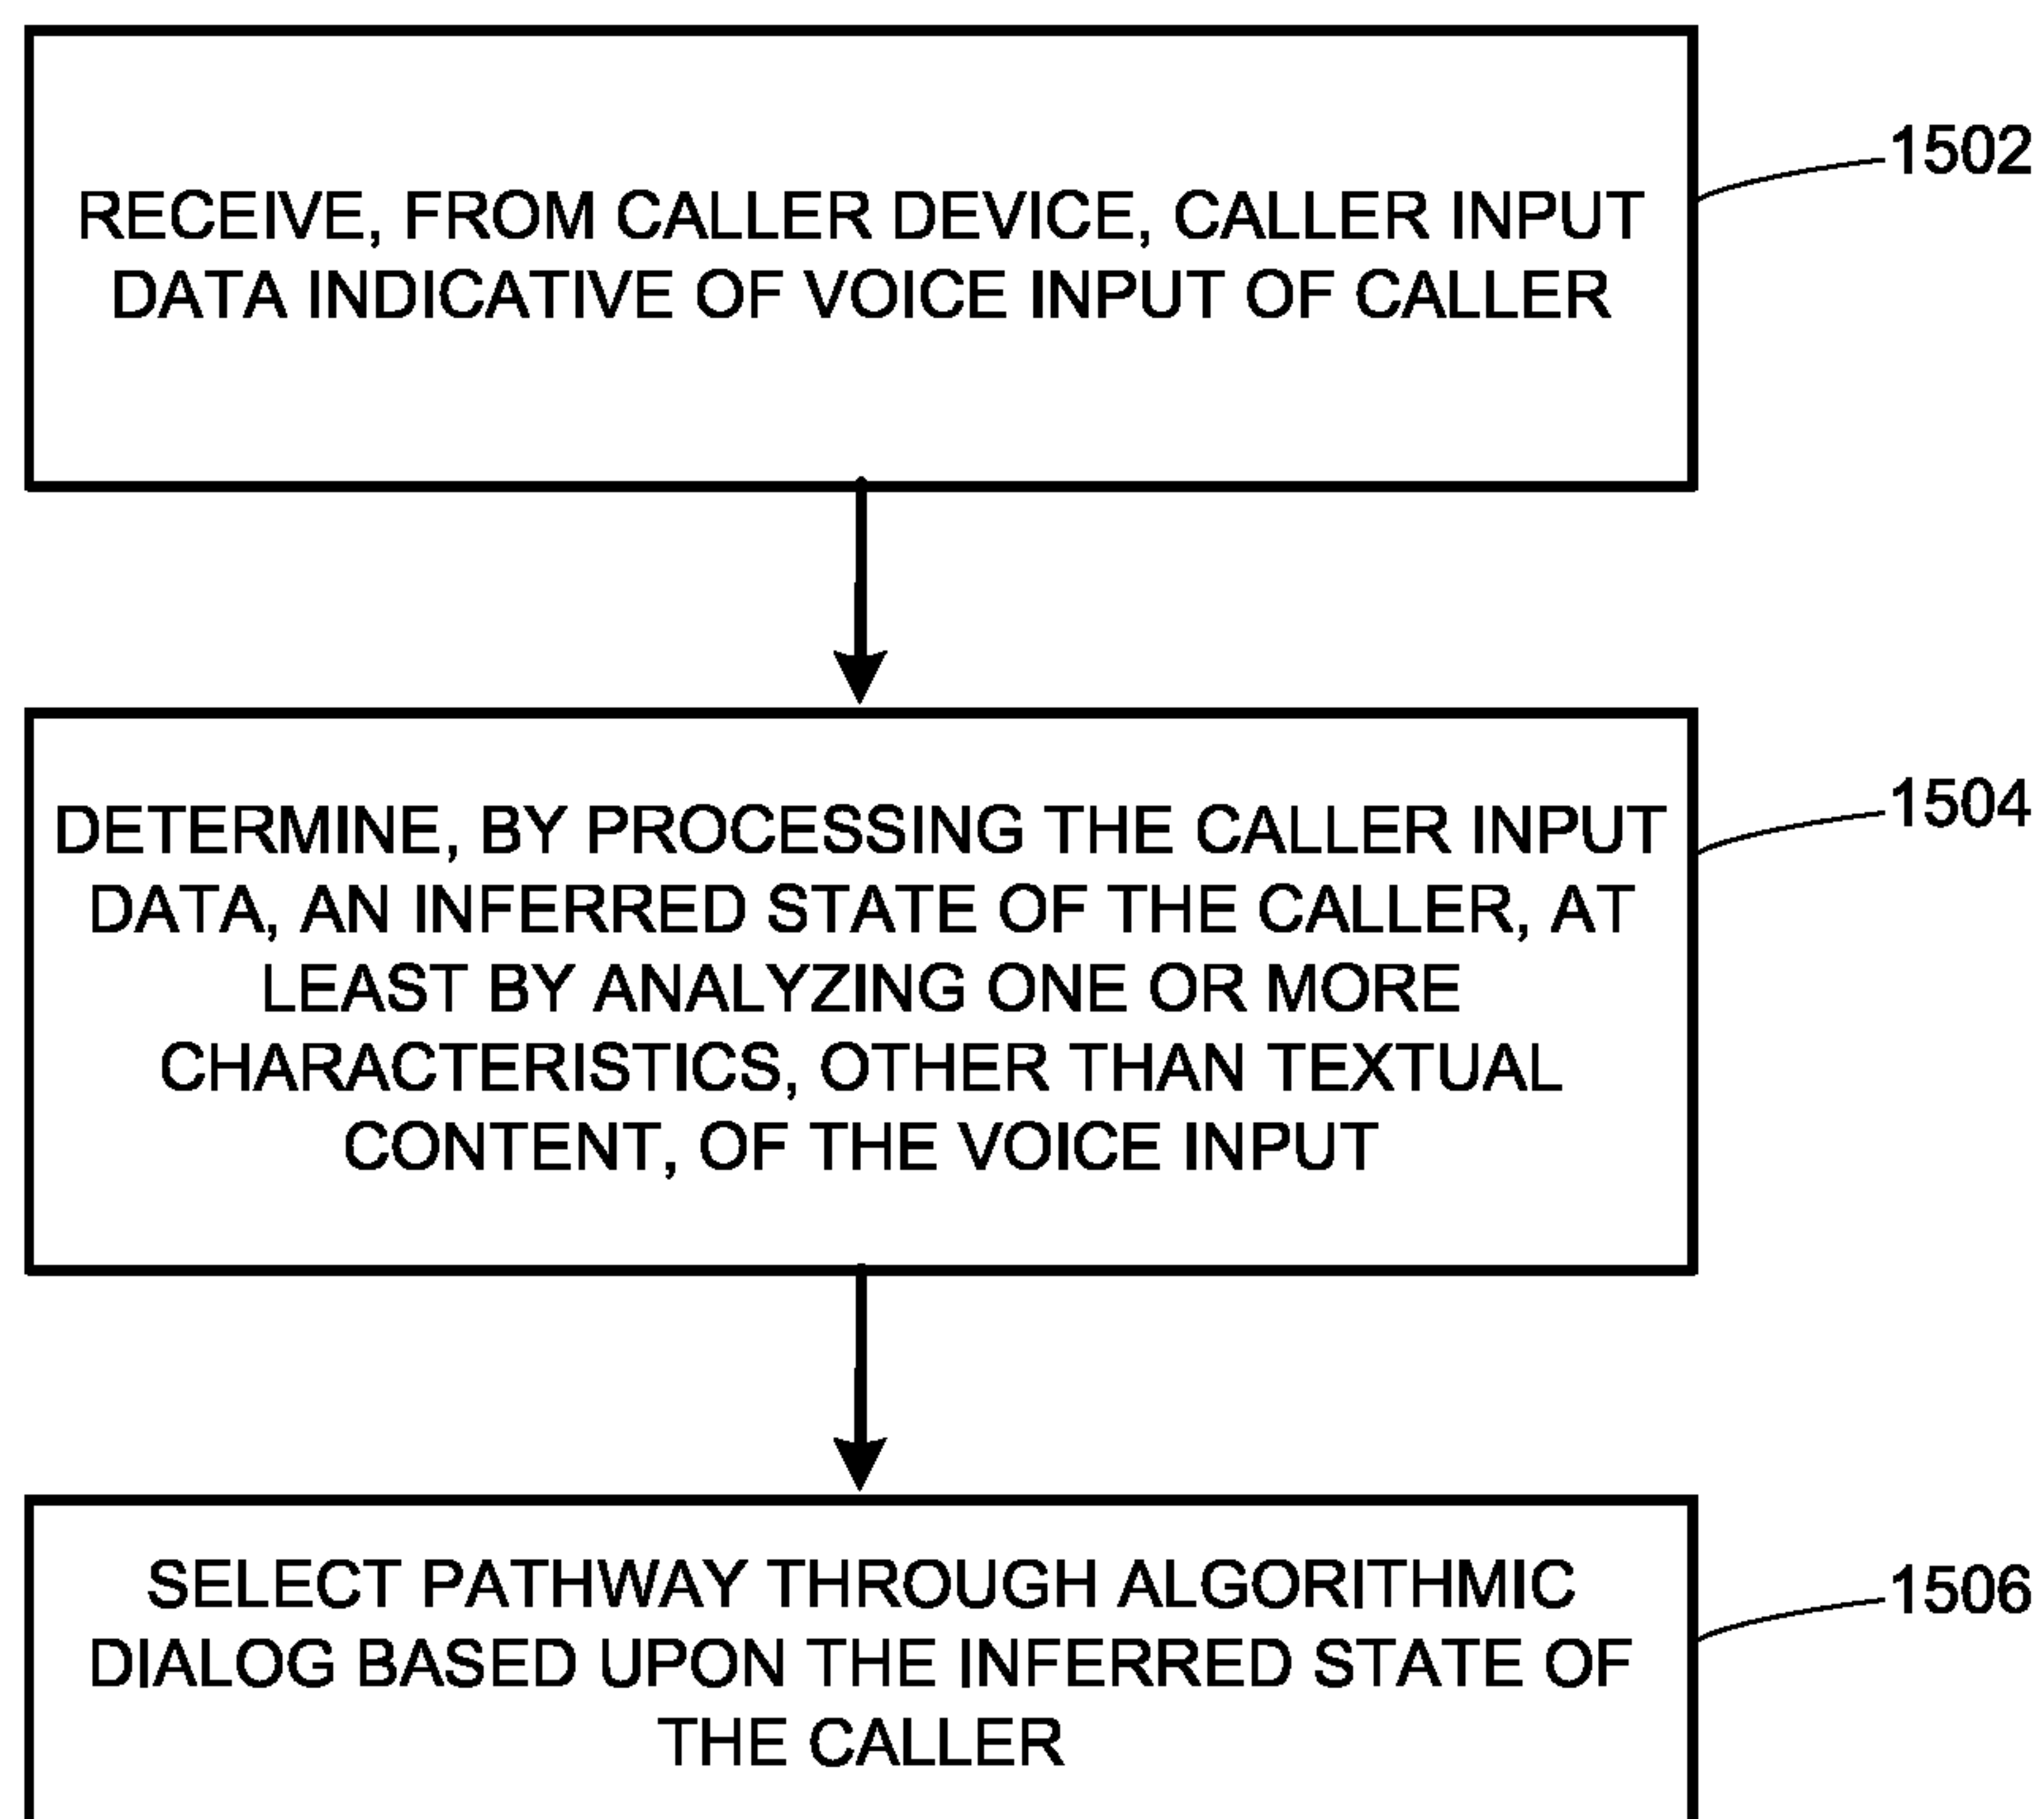 RECEIVE, FROM CALLER DEVICE, CALLER INPUT
DATA INDICATIVE OF VOICE INPUT OF CALLER
1502
DETERMINE, BY PROCESSING THE CALLER INPUT
DATA, AN INFERRED STATE OF THE CALLER, AT
LEAST BY ANALYZING ONE OR MORE
CHARACTERISTICS, OTHER THAN TEXTUAL
CONTENT, OF THE VOICE INPUT
1504
SELECT PATHWAY THROUGH ALGORITHMIC
DIALOG BASED UPON THE INFERRED STATE OF
THE CALLER
1506